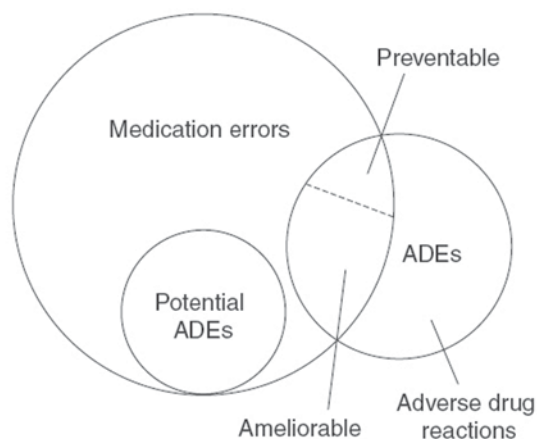 Preventable
Medication errors
ADEs
Potential
ADEs
Adverse drug
reactions
Ameliorable